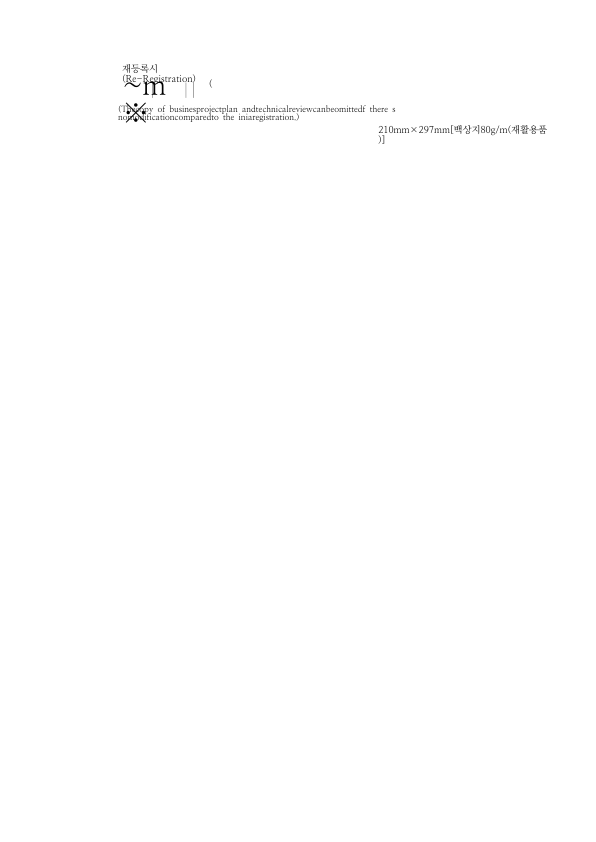 재등록시
(Re-Registration)
~m (
※
(The copy of businesprojectplan andtechnicalreviewcanbeomittedf there s
nomodificationcomparedto the iniaregistration.)
210mm×297mm[백상지80g/m(재활용품
)]